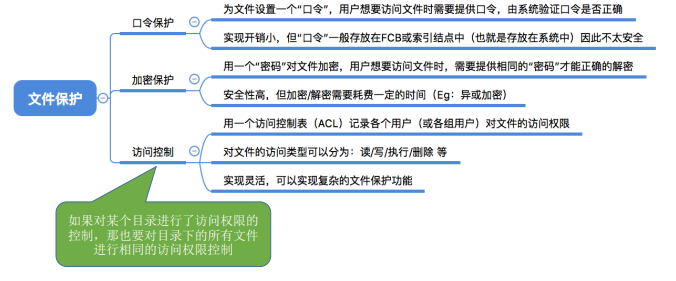 文件保护
口令保护
为文件设置一个“口令”，用户想要访问文件时需要提供口令，由系统验证口令是否正确
实现开销小，但“口令”一般存放在FCB或索引结点中（也就是存放在系统中）因此不太安全
加密保护
用一个“密码”对文件加密，用户想要访问文件时，需要提供相同的“密码”才能正确的解密
安全性高，但加密/解密需要耗费一定的时间（Eg：异或加密）
访问控制
用一个访问控制表（ACL）记录各个用户（或各组用户）对文件的访问权限
对文件的访问类型可以分为：读/写/执行/删除 等
实现灵活，可以实现复杂的文件保护功能
如果对某个目录进行了访问权限的
控制，那也要对目录下的所有文件
进行相同的访问权限控制